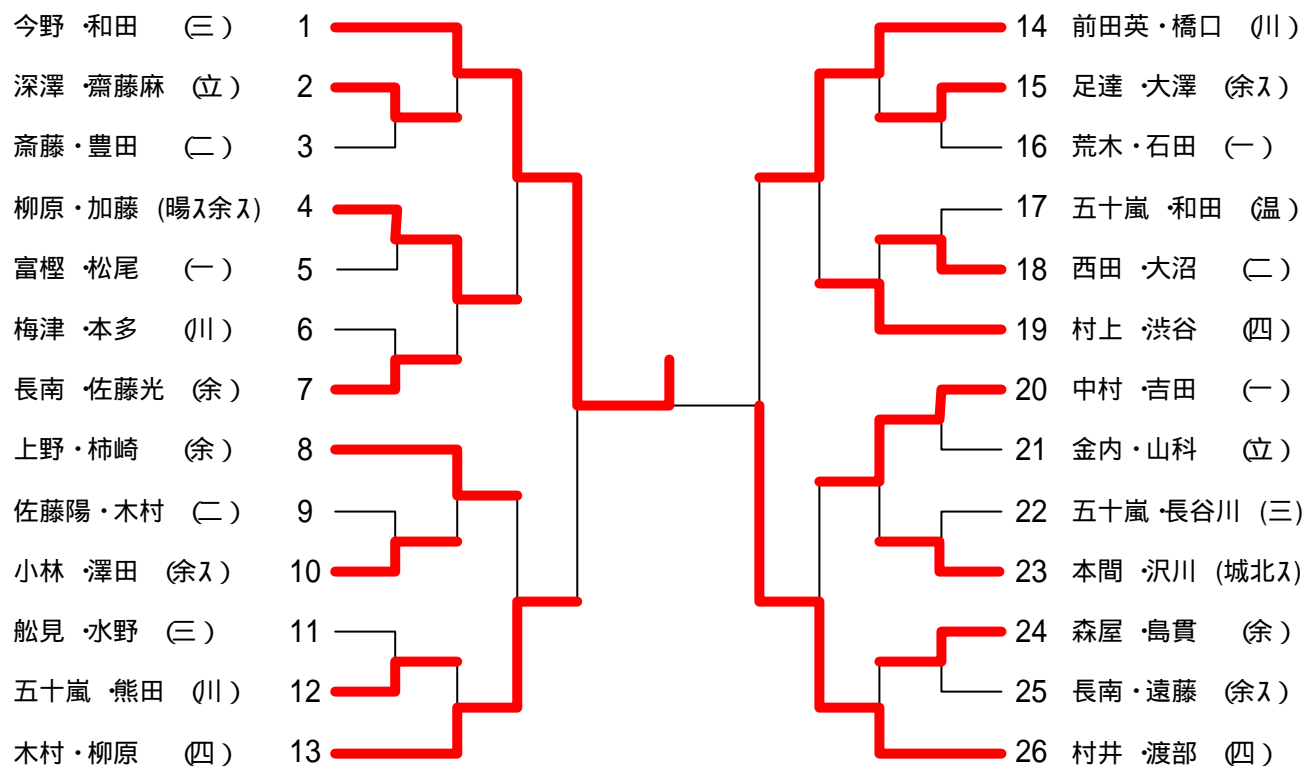 今野・和田 (三) 1
深澤・齋藤麻 (立) 2
斎藤・豊田 (二) 3
柳原・加藤 (暘ス余ス) 4
富樫・松尾 (一) 5
梅津・本多 (川) 6
長南・佐藤光 (余) 7
上野・柿崎 (余) 8
佐藤陽・木村 (二) 9
小林・澤田 (余ス) 10
舩見・水野 (三) 11
五十嵐・熊田 (川) 12
木村・柳原 (四) 13
14 前田英・橋口 (川)
15 足達・大澤 (余ス)
16 荒木・石田 (一)
17 五十嵐・和田 (温)
18 西田・大沼 (二)
19 村上・渋谷 (四)
20 中村・吉田 (一)
21 金内・山科 (立)
22 五十嵐・長谷川 (三)
23 本間・沢川 (城北ス)
24 森屋・島貫 (余)
25 長南・遠藤 (余ス)
26 村井・渡部 (四)